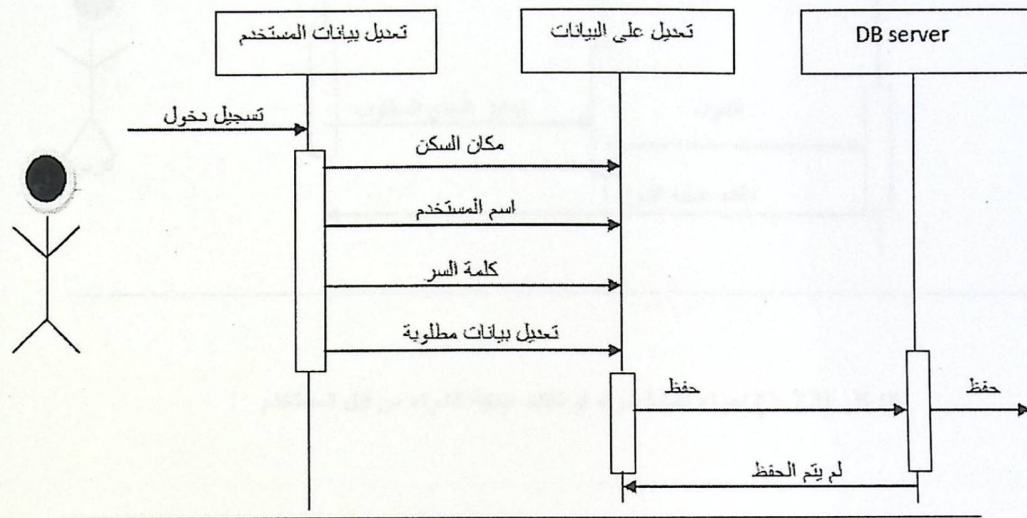 تعديل بيانات المستخدم
تعديل على البيانات
DB server
تسجيل دخول
مكان السكن
اسم المستخدم
كلمة السر
تعديل بيانات مطلوبة
حفظ
حفظ
لم يتم الحفظ